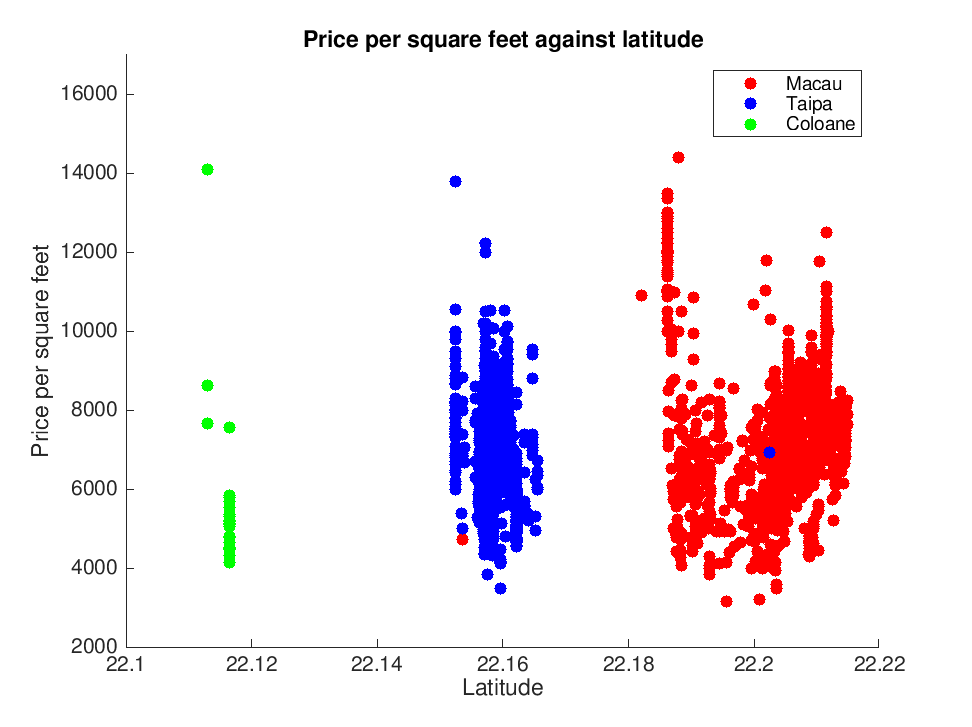 Price per square feet against latitude
Macau
Taipa
Coloane
16000
14000
12000
10000
8000
6000
4000
2000
Price per square feet
22.1 22.12 22.14 22.16 22.18 22.2 22.22
Latitude